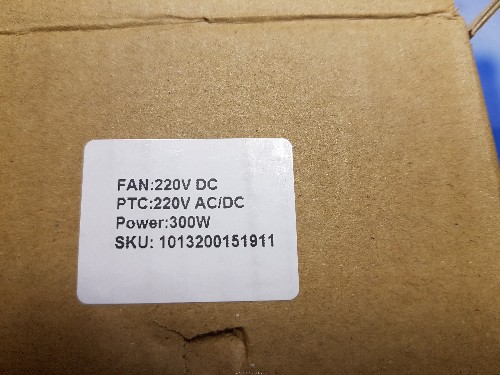 FAN:220V DC
PTC:220V AC/DC
Power:300W
SKU: 1013200151911